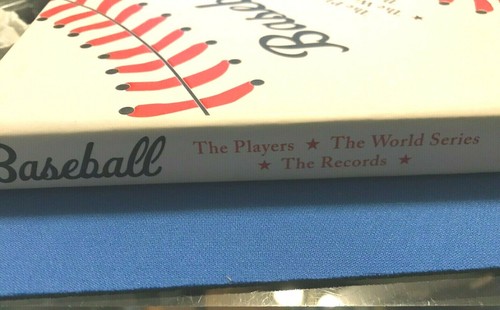 Baseball
The Players ★ The World Series
★ The Records ★